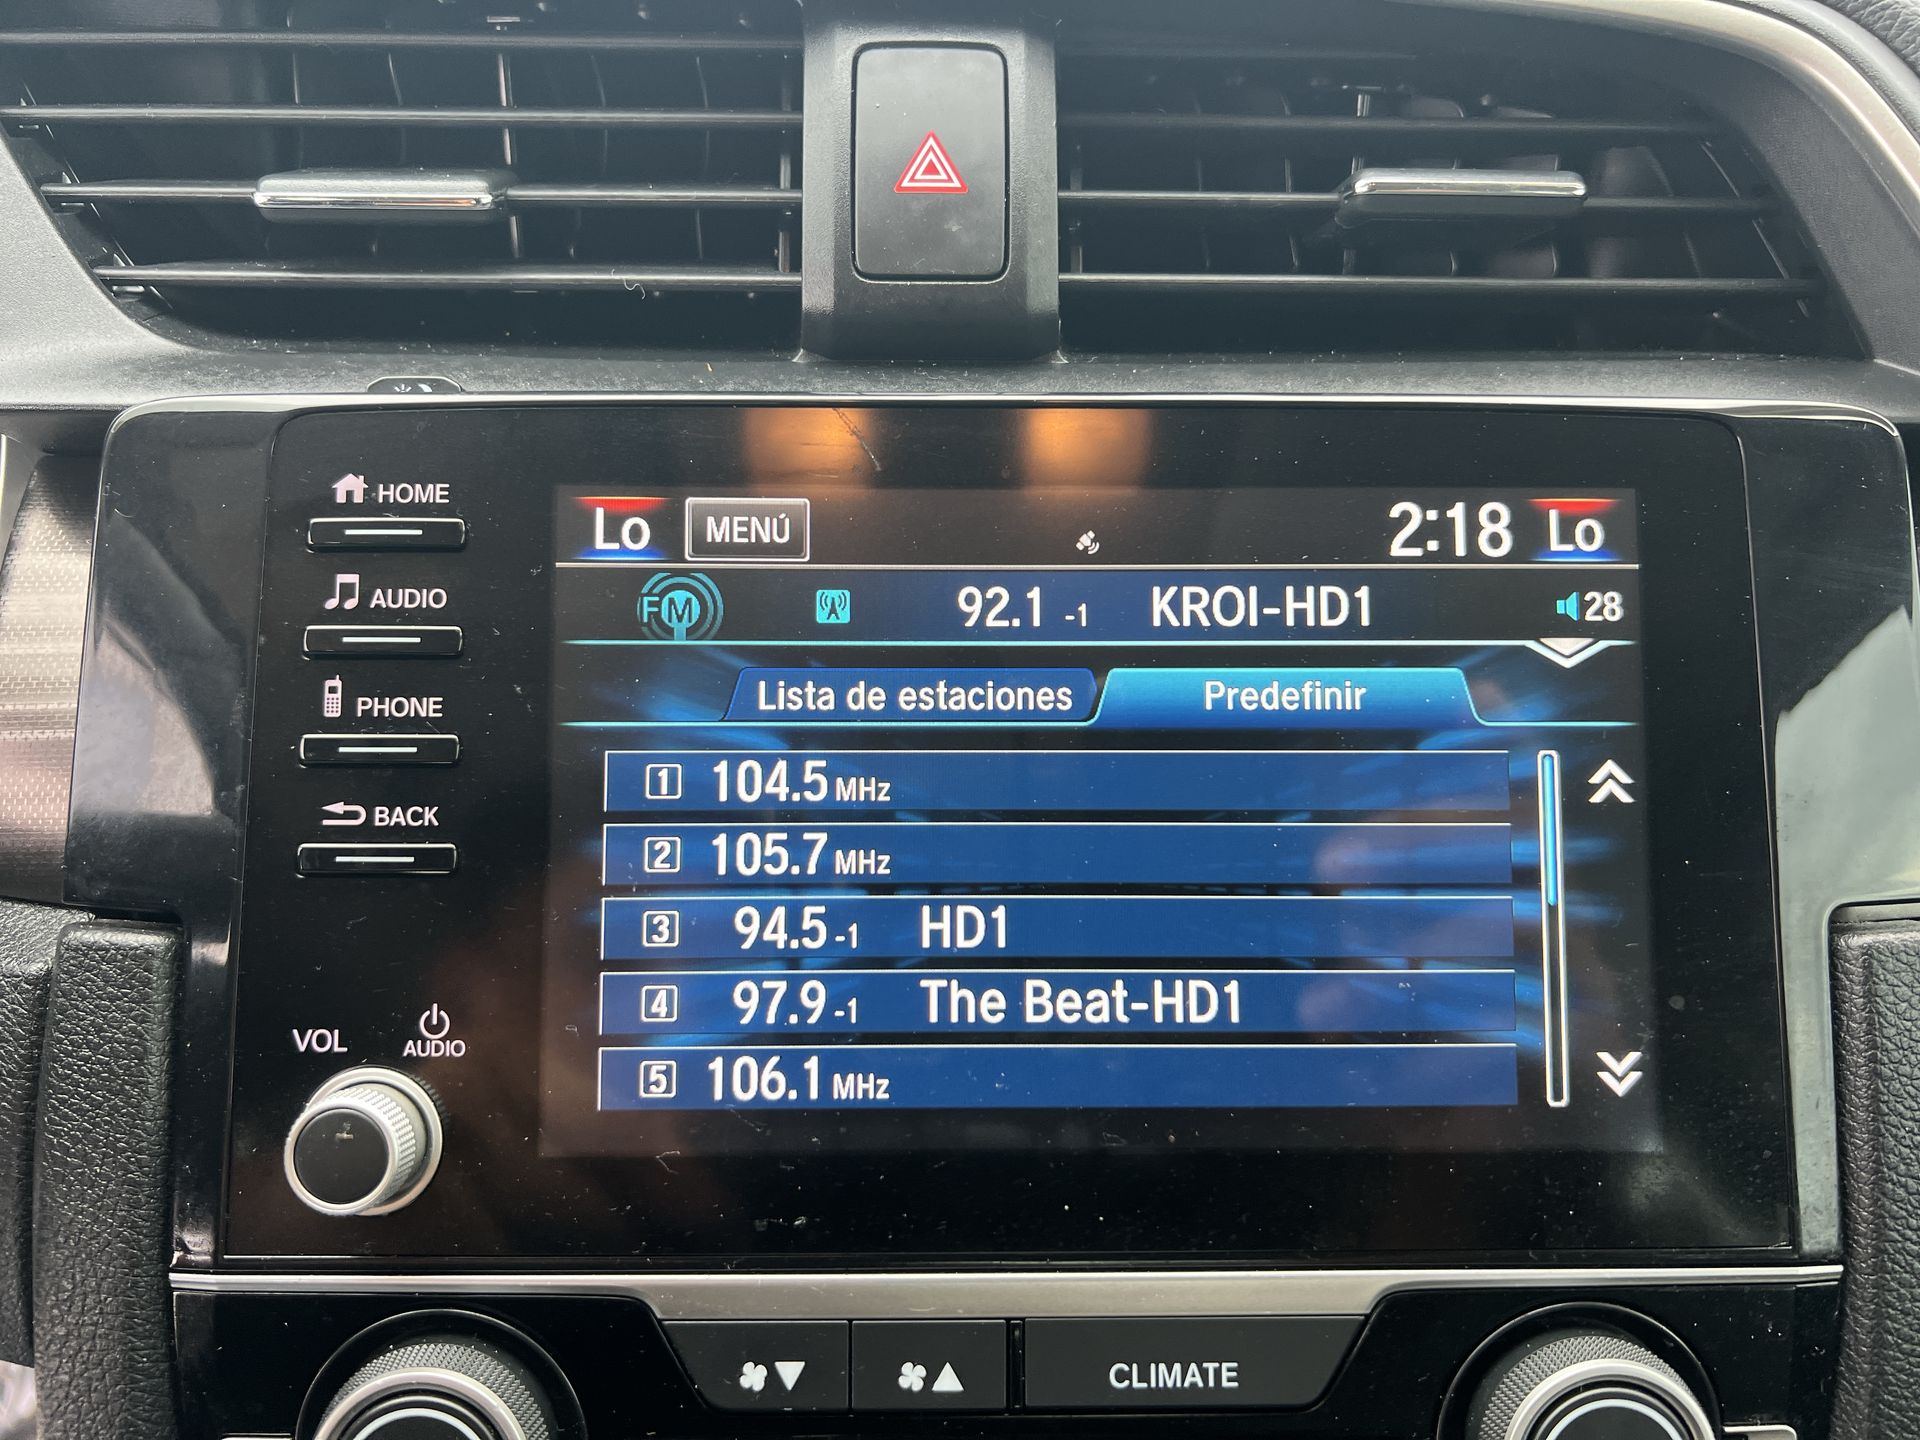 HOME
AUDIO
PHONE
BACK
VOL
AUDIO
Lo MENÚ 2:18 Lo
FM 92.1 -1 KROI-HD1 28
Lista de estaciones Predefinir
1 104.5 MHz
2 105.7 MHz
3 94.5-1 HD1
4 97.9-1 The Beat-HD1
5 106.1 MHz
CLIMATE